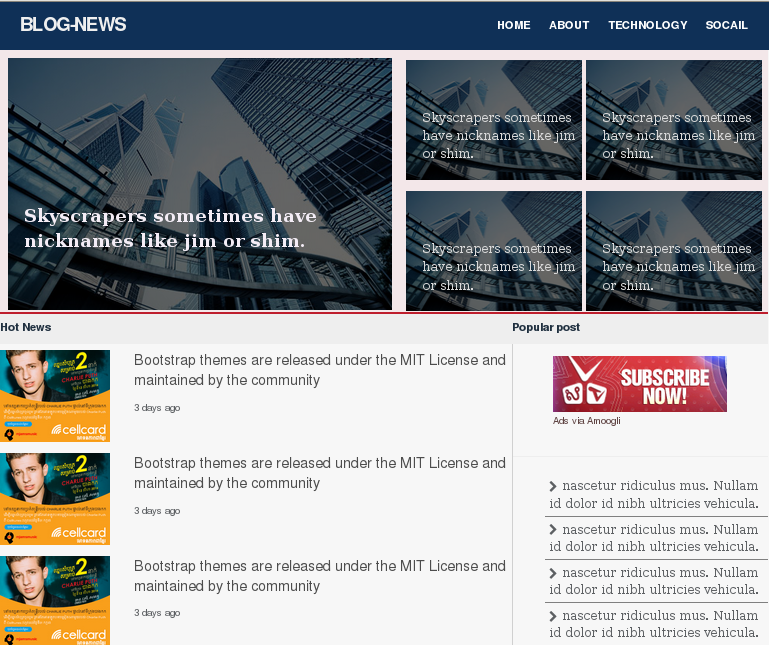 BLOG-NEWS
HOME ABOUT TECHNOLOGY SOCAIL
Skyscrapers sometimes have
nicknames like jim or shim.
Skyscrapers sometimes
have nicknames like jim
or shim.
Skyscrapers sometimes
have nicknames like jim
or shim.
Skyscrapers sometimes
have nicknames like jim
or shim.
Skyscrapers sometimes
have nicknames like jim
or shim.
Hot News
2
CHARLIE PUTH
cellcard
Bootstrap themes are released under the MIT License and
maintained by the community
3 days ago
2
CHARLIE PUTH
cellcard
Bootstrap themes are released under the MIT License and
maintained by the community
3 days ago
2
CHARLIE PUTH
cellcard
Bootstrap themes are released under the MIT License and
maintained by the community
3 days ago
Popular post
SUBSCRIBE
NOW!
Ads via Amoogli
nascetur ridiculus mus. Nullam
id dolor id nibh ultricies vehicula.
nascetur ridiculus mus. Nullam
id dolor id nibh ultricies vehicula.
nascetur ridiculus mus. Nullam
id dolor id nibh ultricies vehicula.
nascetur ridiculus mus. Nullam
id dolor id nibh ultricies vehicula.